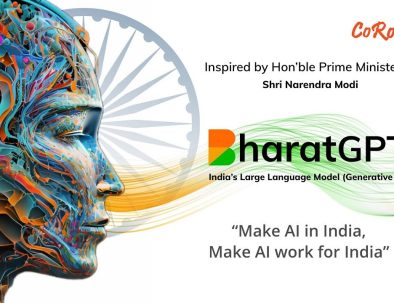 CoRo
Inspired by Hon'ble Prime Ministe
Shri Narendra Modi
BharatGPT
India's Large Language Model (Generative
“Make AI in India,
Make AI work for India”